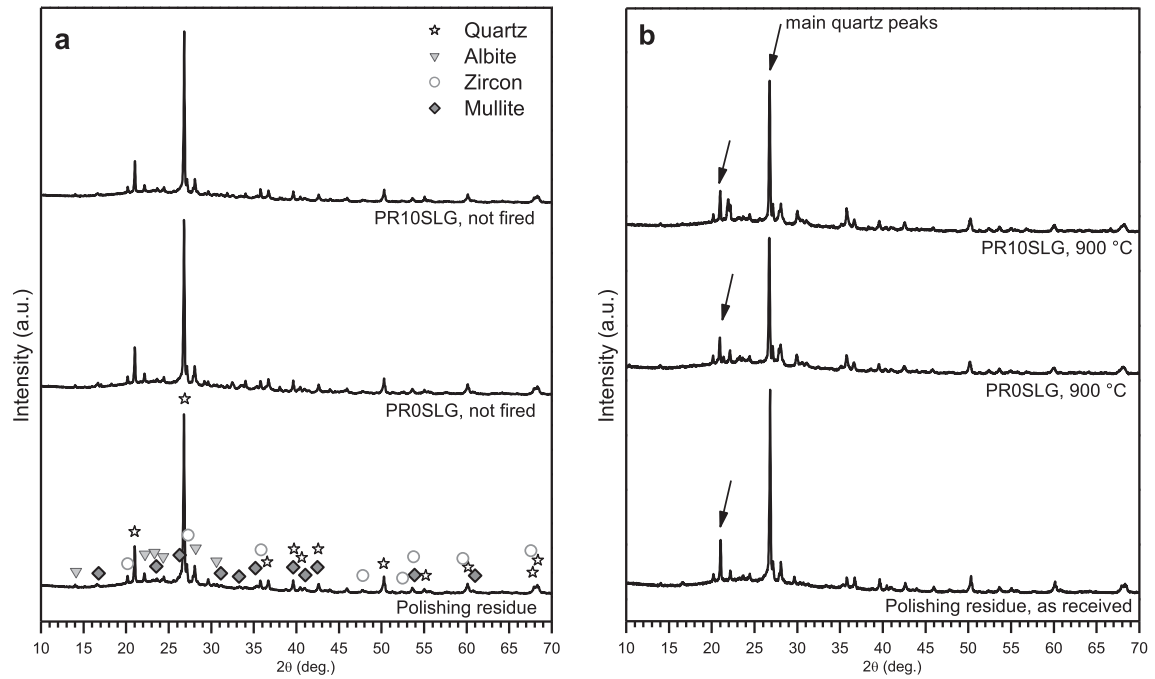 a
Quartz
Albite
Zircon
Mullite
PR10SLG, not fired
PR0SLG, not fired
Polishing residue
Intensity (a.u.)
10 15 20 25 30 35 40 45 50 55 60 65 70
2θ (deg.)
b
main quartz peaks
PR10SLG, 900 °C
PR0SLG, 900 °C
Polishing residue, as received
Intensity (a.u.)
10 15 20 25 30 35 40 45 50 55 60 65 70
2θ (deg.)